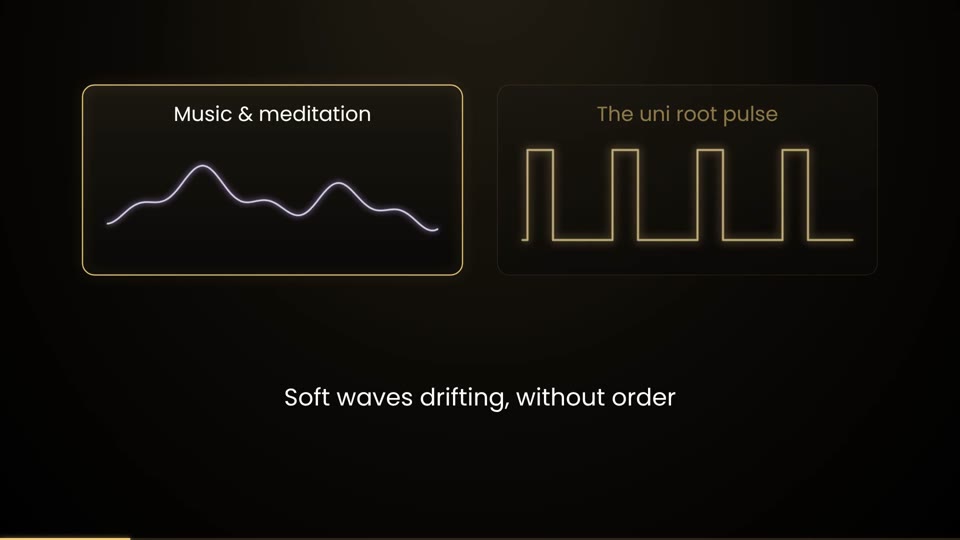 Music & meditation
The uni root pulse
Soft waves drifting, without order